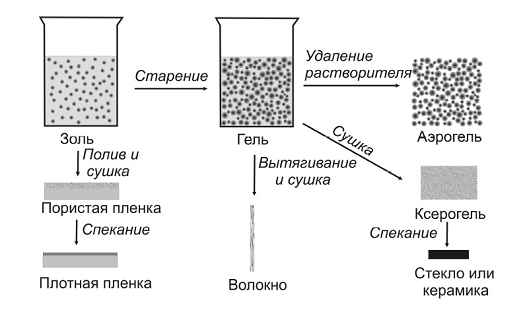 Старение
Удаление
растворителя
Золь
Гель
Аэрогель
Полив и
сушка
Вытягивание
и сушка
Сушка
Пористая пленка
Ксерогель
Спекание
Спекание
Плотная пленка
Волокно
Стекло или
керамика